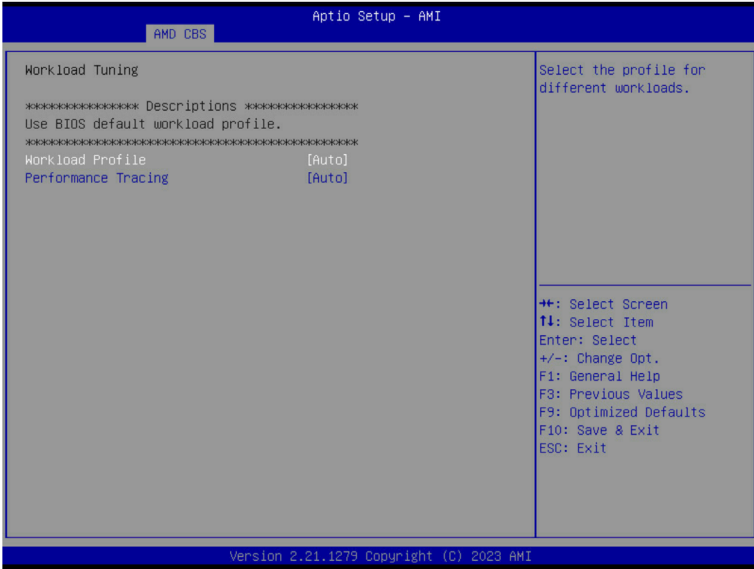 Aptio Setup – AMI
AMD CBS
Workload Tuning
Select the profile for
different workloads.
**************** Descriptions ****************
Use BIOS default workload profile.
**********************************************
Workload Profile [Auto]
Performance Tracing [Auto]
→←: Select Screen
↑↓: Select Item
Enter: Select
+/-: Change Opt.
F1: General Help
F3: Previous Values
F9: Optimized Defaults
F10: Save & Exit
ESC: Exit
Version 2.21.1279 Copyright (C) 2023 AMI